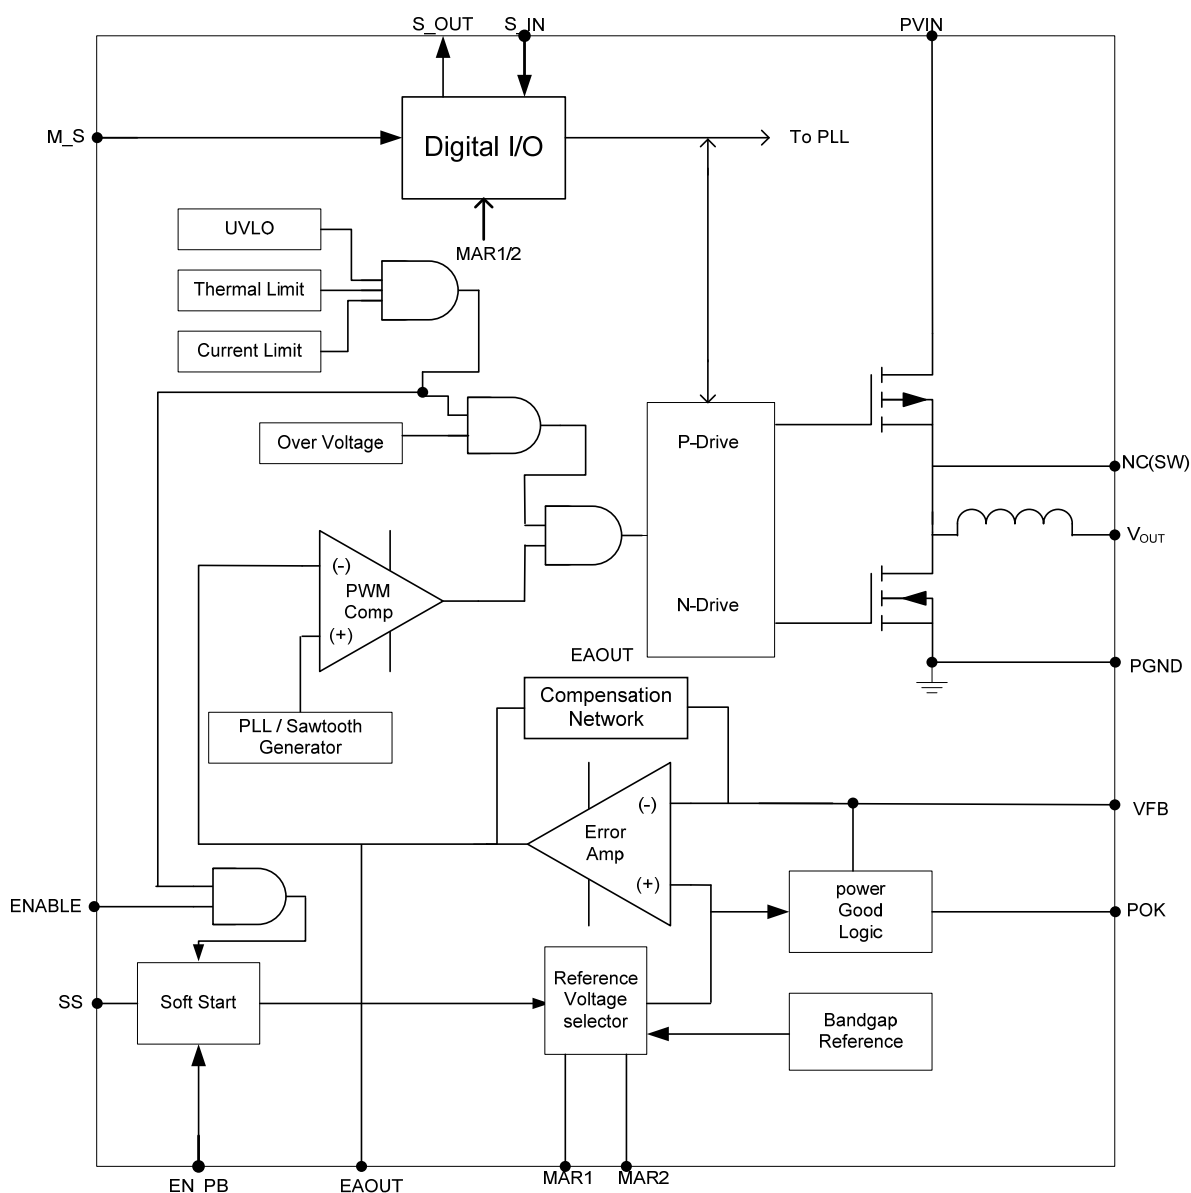 S_OUT
S_IN
PVIN
M_S
Digital I/O
To PLL
MAR1/2
UVLO
Thermal Limit
Current Limit
Over Voltage
P-Drive
N-Drive
NC(SW)
VOUT
PGND
(-)
PWM
Comp
(+)
PLL / Sawtooth
Generator
EAOUT
Compensation
Network
(-)
Error
Amp
(+)
VFB
power
Good
Logic
POK
ENABLE
SS
Soft Start
Reference
Voltage
selector
Bandgap
Reference
EN_PB
EAOUT
MAR1
MAR2